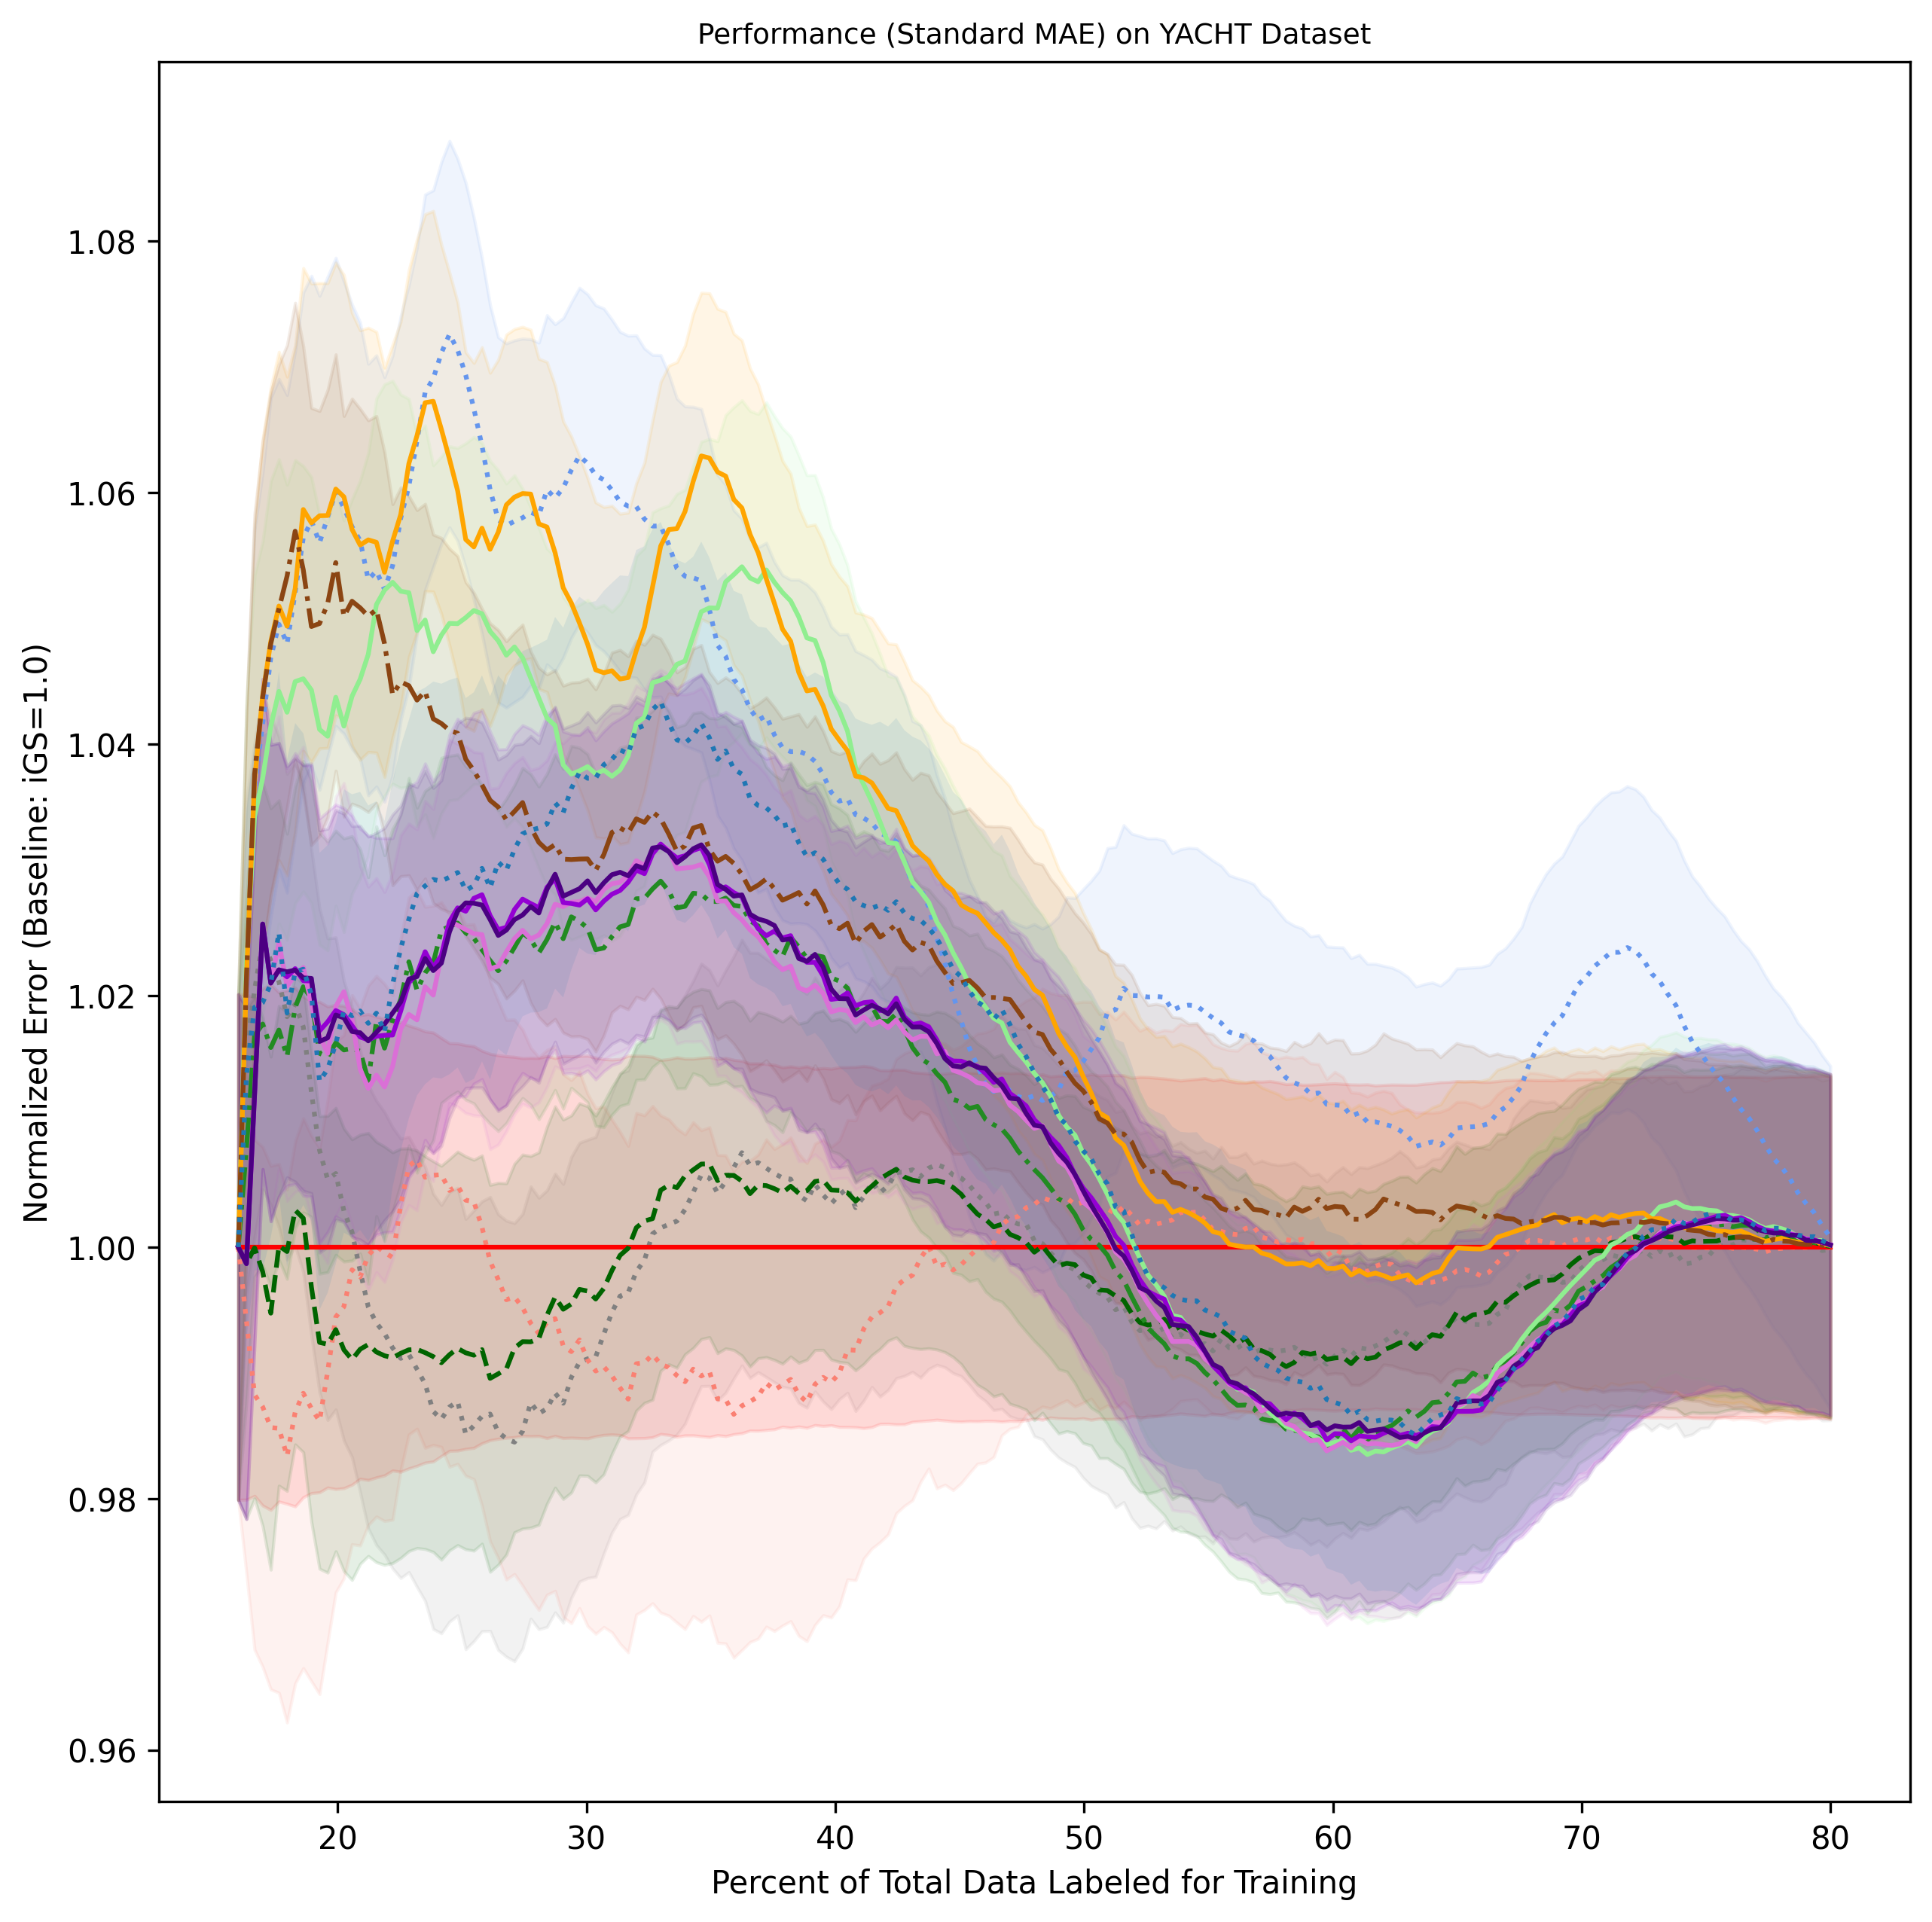 Performance (Standard MAE) on YACHT Dataset
Normalized Error (Baseline: iGS=1.0)
1.08
1.06
1.04
1.02
1.00
0.98
0.96
20 30 40 50 60 70 80
Percent of Total Data Labeled for Training